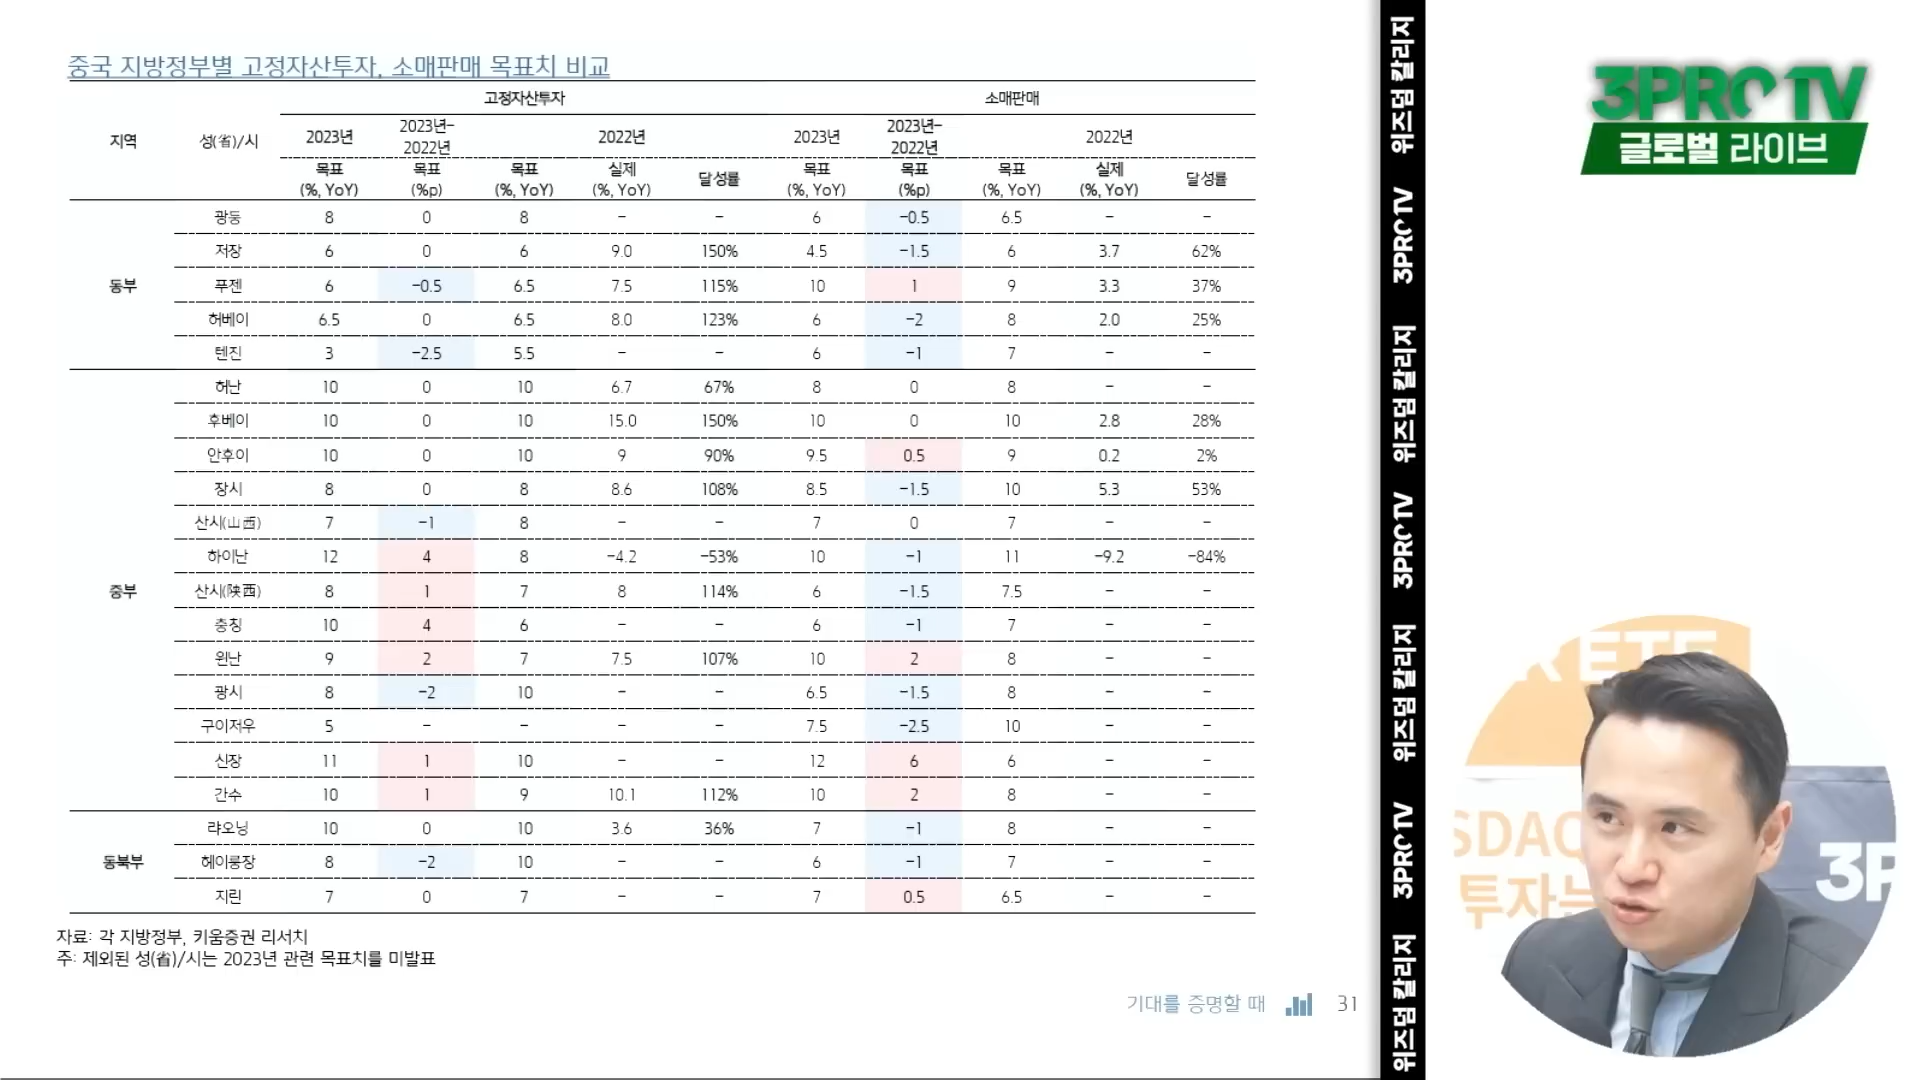 중국 지방정부별 고정자산투자, 소매판매 목표치 비교
지역 성(省)/시 고정자산투자 소매판매
2023년 2023년-2022년 2022년 2023년 2023년-2022년 2022년
목표 (%, YoY) 목표 (%p) 목표 (%, YoY) 실제 (%, YoY) 달성률 목표 (%, YoY) 목표 (%p) 목표 (%, YoY) 실제 (%, YoY) 달성률
동부
광둥 8 0 8 - - 6 -0.5 6.5 - -
저장 6 0 6 9.0 150% 4.5 -1.5 6 3.7 62%
푸젠 6 -0.5 6.5 7.5 115% 10 1 9 3.3 37%
허베이 6.5 0 6.5 8.0 123% 6 -2 8 2.0 25%
텐진 3 -2.5 5.5 - - 6 -1 7 - -
중부
허난 10 0 10 6.7 67% 8 0 8 - -
후베이 10 0 10 15.0 150% 10 0 10 2.8 28%
안후이 10 0 10 9 90% 9.5 0.5 9 0.2 2%
장시 8 0 8 8.6 108% 8.5 -1.5 10 5.3 53%
산시(山西) 7 -1 8 - - 7 0 7 - -
하이난 12 4 8 -4.2 -53% 10 -1 11 -9.2 -84%
산시(陝西) 8 1 7 8 114% 6 -1.5 7.5 - -
충칭 10 4 6 - - 6 -1 7 - -
윈난 9 2 7 7.5 107% 10 2 8 - -
광시 8 -2 10 - - 6.5 -1.5 8 - -
구이저우 5 - - - - 7.5 -2.5 10 - -
신장 11 1 10 - - 12 6 6 - -
간수 10 1 9 10.1 112% 10 2 8 - -
동북부
랴오닝 10 0 10 3.6 36% 7 -1 8 - -
헤이룽장 8 -2 10 - - 6 -1 7 - -
지린 7 0 7 - - 7 0.5 6.5 - -
자료: 각 지방정부, 키움증권 리서치
주: 제외된 성(省)/시는 2023년 관련 목표치를 미발표
기대를 증명할 때 31
위즈덤 칼리지
3PRO TV
위즈덤 칼리지
3PRO TV
위즈덤 칼리지
3PRO TV
위즈덤 칼리지
3PRO TV
글로벌 라이브
SDAQ
투자는
3P